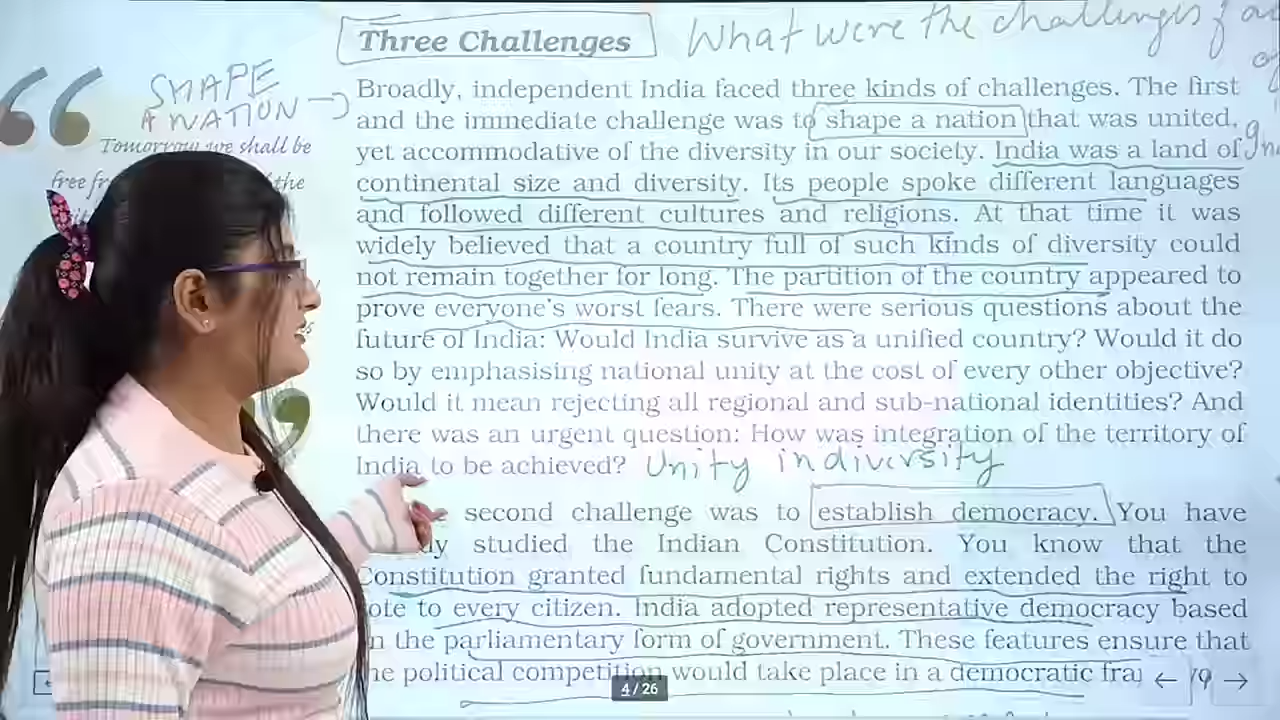 Three Challenges
What were the challenges f
SHAPE
A NATION →
Tomorrow we shall be
free fr the
Broadly, independent India faced three kinds of challenges. The first
and the immediate challenge was to shape a nation that was united,
yet accommodative of the diversity in our society. India was a land of
continental size and diversity. Its people spoke different languages
and followed different cultures and religions. At that time it was
widely believed that a country full of such kinds of diversity could
not remain together for long. The partition of the country appeared to
prove everyone's worst fears. There were serious questions about the
future of India: Would India survive as a unified country? Would it do
so by emphasising national unity at the cost of every other objective?
Would it mean rejecting all regional and sub-national identities? And
there was an urgent question: How was integration of the territory of
India to be achieved? Unity in diversity
second challenge was to establish democracy. You have
dy studied the Indian Constitution. You know that the
Constitution granted fundamental rights and extended the right to
ote to every citizen. India adopted representative democracy based
n the parliamentary form of government. These features ensure that
he political competition would take place in a democratic fra
4 / 26
← /79 →